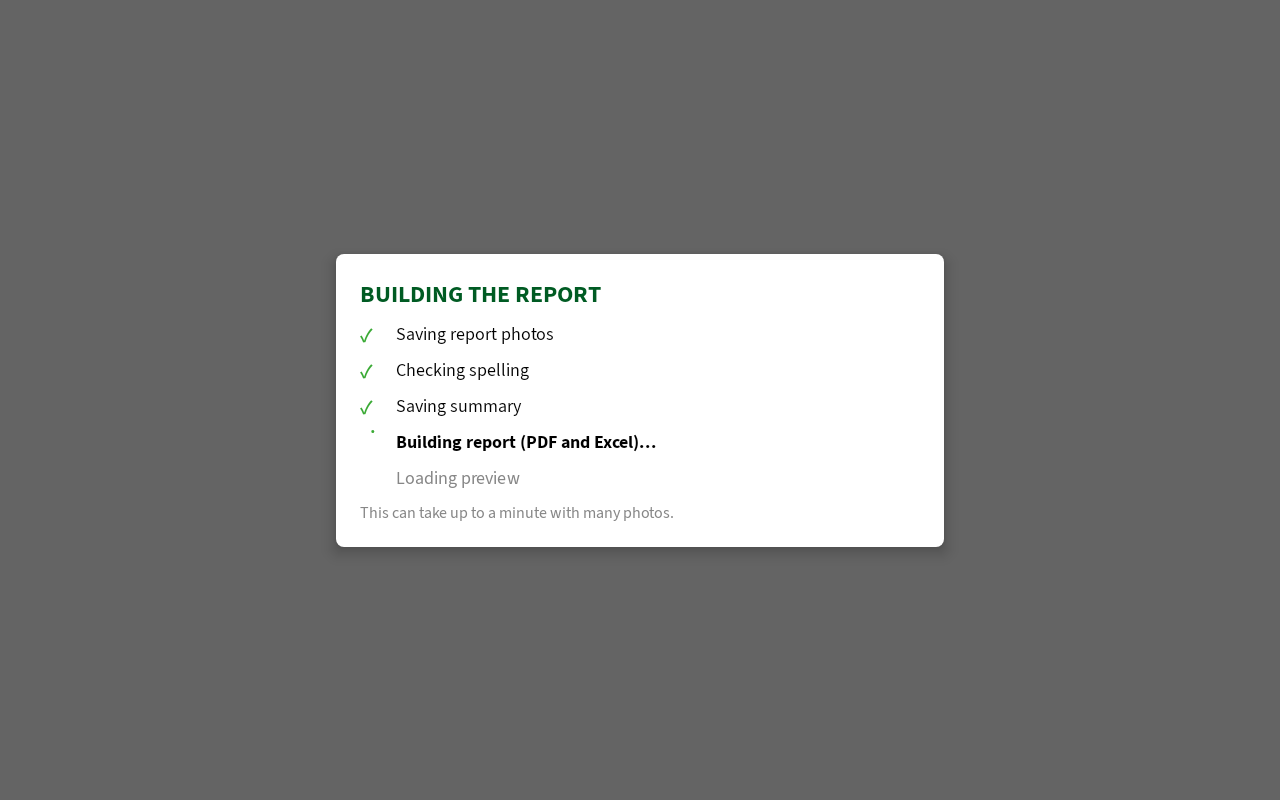 BUILDING THE REPORT
✓ Saving report photos
✓ Checking spelling
✓ Saving summary
Building report (PDF and Excel)…
Loading preview
This can take up to a minute with many photos.